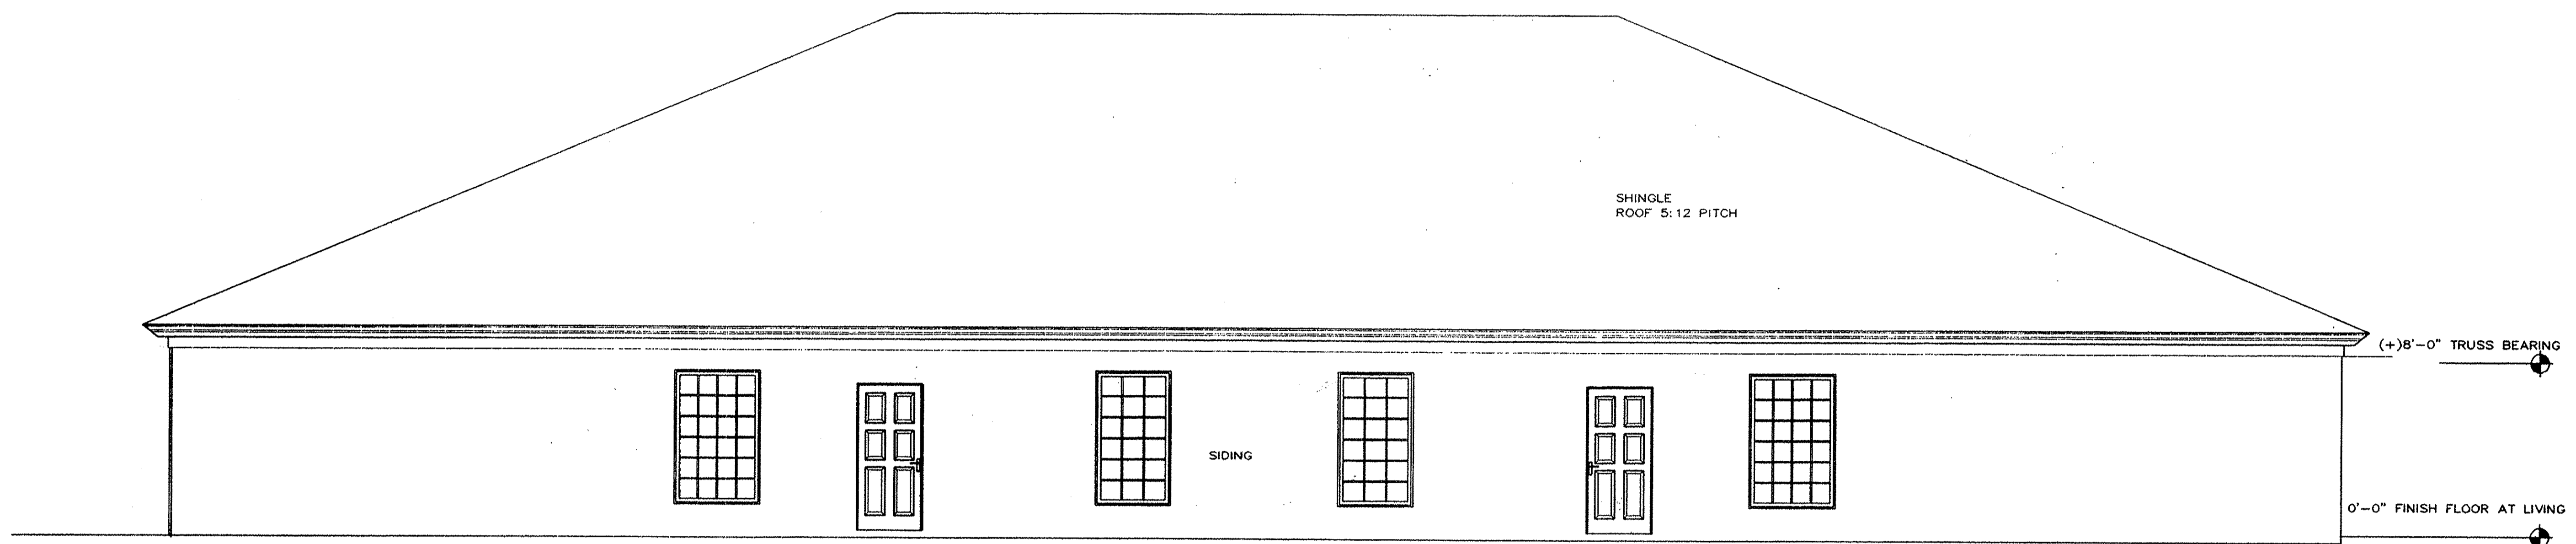 SHINGLE
ROOF 5:12 PITCH
(+)8'-0" TRUSS BEARING
SIDING
0'-0" FINISH FLOOR AT LIVING